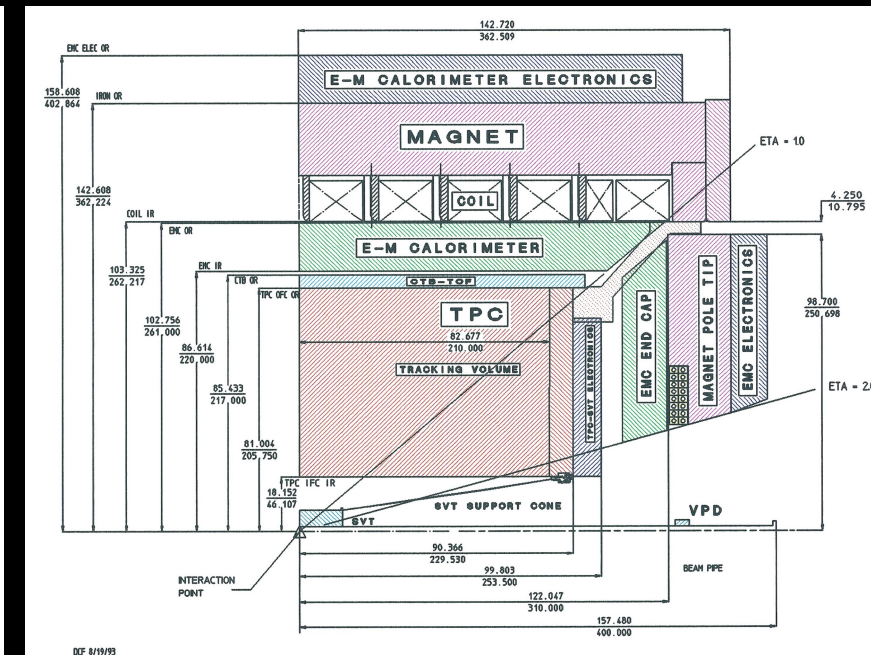 142.720
362.509
EMC ELEC OR
E-M CALORIMETER ELECTRONICS
158.608
402.864
IRON OR
MAGNET
ETA = 1.0
142.608
362.224
COIL
4.250
10.795
COIL IR
EMC OR
E-M CALORIMETER
103.325
262.217
EMC IR
CTB OR
CTB-TOF
TPC OFC OR
TPC
98.700
250.698
102.756
261.000
82.677
210.000
86.614
220.000
TRACKING VOLUME
TPC-SVT ELECTRONICS
EMC END CAP
MAGNET POLE TIP
EMC ELECTRONICS
85.433
217.000
ETA = 2.0
81.004
205.750
TPC IFC IR
18.152
46.107
SVT SUPPORT CONE
VPD
SVT
90.366
229.530
BEAM PIPE
99.803
253.500
INTERACTION
POINT
122.047
310.000
157.480
400.000
DCF 8/19/93